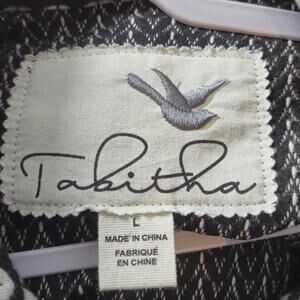 Tabitha
L
MADE IN CHINA
FABRIQUÉ
EN CHINE